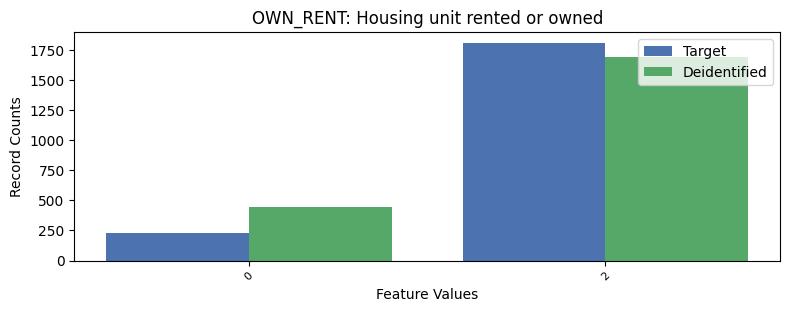 OWN_RENT: Housing unit rented or owned
Target
Deidentified
Record Counts
1750
1500
1250
1000
750
500
250
0
0
2
Feature Values